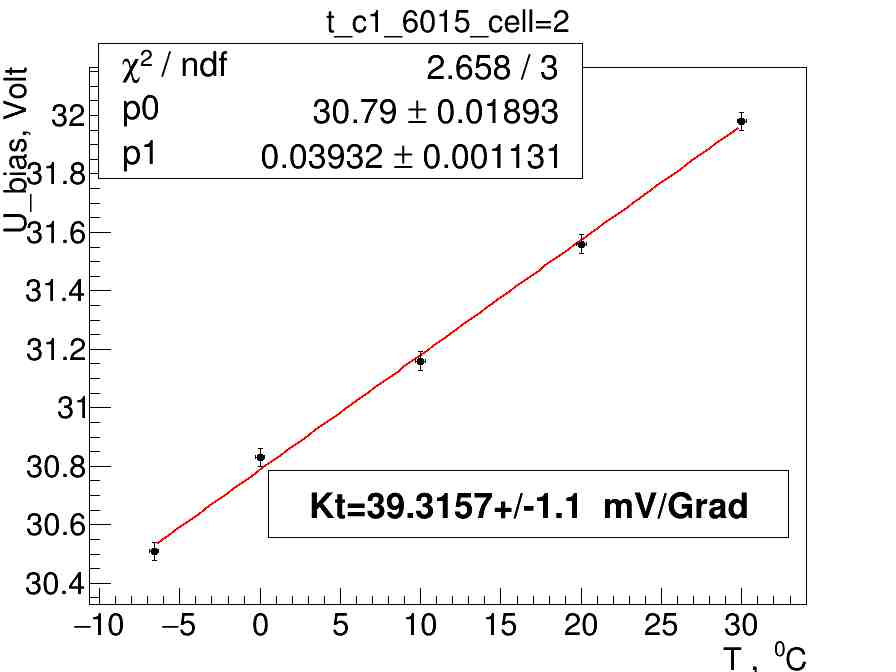 t_c1_6015_cell=2
χ² / ndf 2.658 / 3
p0 30.79 ± 0.01893
p1 0.03932 ± 0.001131
U_bias, Volt
32
31.8
31.6
31.4
31.2
31
30.8
30.6
30.4
Kt=39.3157+/-1.1 mV/Grad
−10 −5 0 5 10 15 20 25 30
T , ⁰C